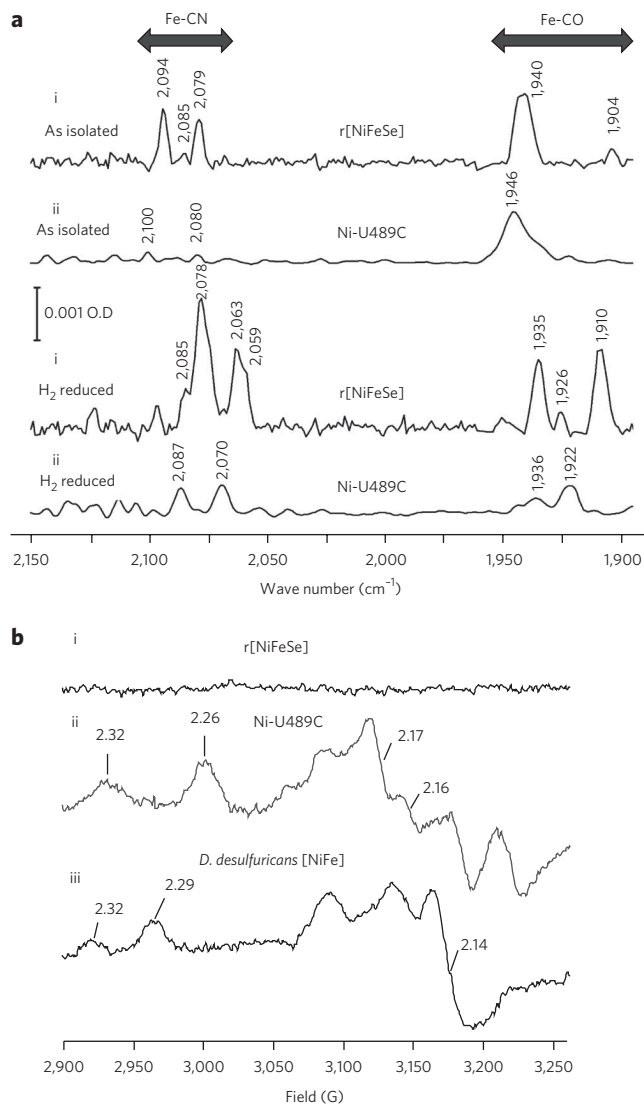 a
Fe-CN
Fe-CO
i
As isolated
2,094
2,085
2,079
r[NiFeSe]
1,940
1,904
ii
As isolated
2,100
2,080
Ni-U489C
1,946
0.001 O.D
i
H2 reduced
2,085
2,078
2,063
2,059
r[NiFeSe]
1,935
1,926
1,910
ii
H2 reduced
2,087
2,070
Ni-U489C
1,936
1,922
2,150 2,100 2,050 2,000 1,950 1,900
Wave number (cm–1)
b
i
r[NiFeSe]
ii
Ni-U489C
2.32
2.26
2.17
2.16
D. desulfuricans [NiFe]
iii
2.32
2.29
2.14
2,900 2,950 3,000 3,050 3,100 3,150 3,200 3,250
Field (G)